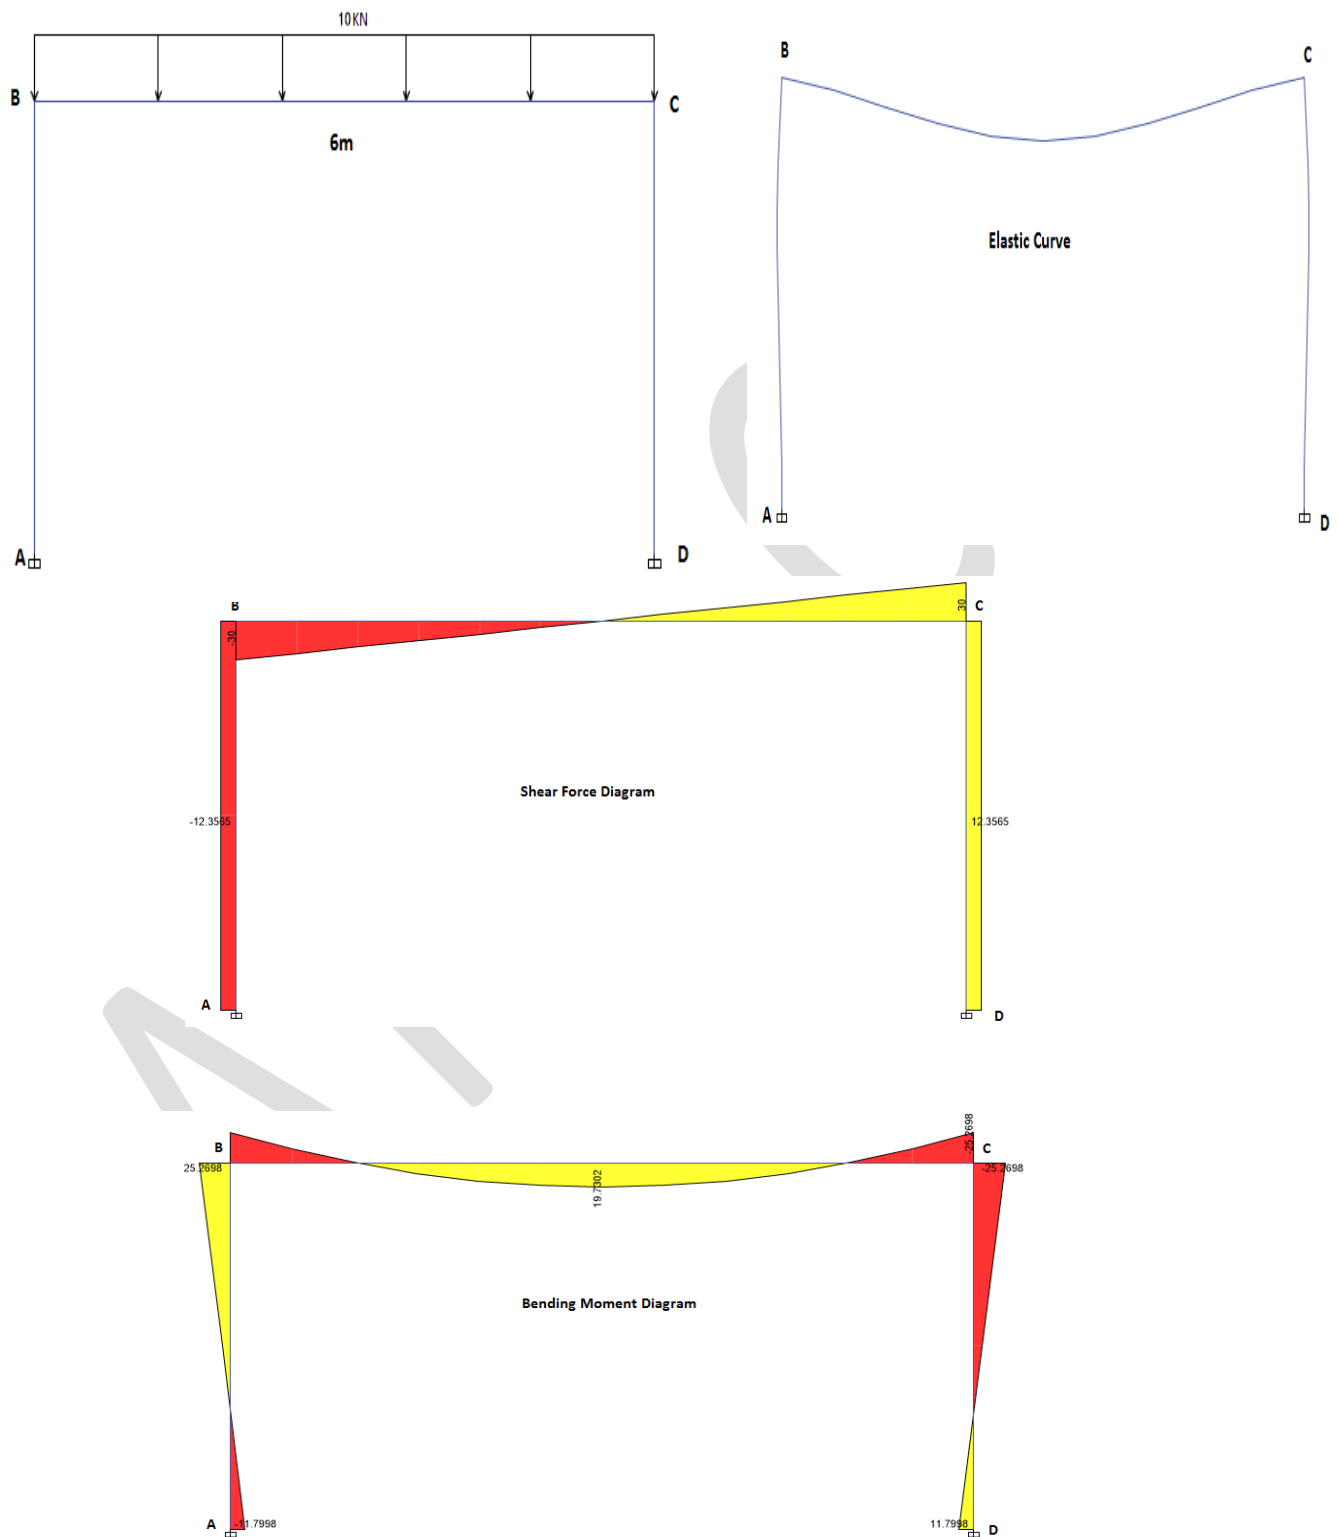 10KN
B
C
6m
A
D
B
C
Elastic Curve
A
D
B
C
-30
30
Shear Force Diagram
-12.3565
12.3565
A
D
B
C
25.2698
-25.2698
-25.2698
19.7302
Bending Moment Diagram
A
-11.7998
11.7998
D